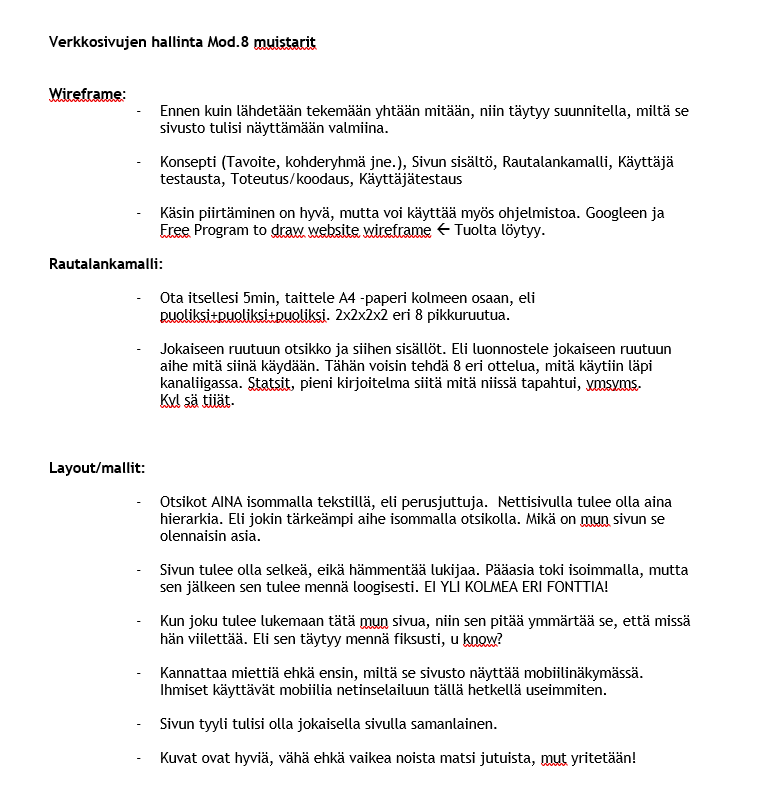 Verkkosivujen hallinta Mod.8 muistarit
Wireframe:
- Ennen kuin lähdetään tekemään yhtään mitään, niin täytyy suunnitella, miltä se
sivusto tulisi näyttämään valmiina.
- Konsepti (Tavoite, kohderyhmä jne.), Sivun sisältö, Rautalankamalli, Käyttäjä
testausta, Toteutus/koodaus, Käyttäjätestaus
- Käsin piirtäminen on hyvä, mutta voi käyttää myös ohjelmistoa. Googleen ja
Free Program to draw website wireframe ← Tuolta löytyy.
Rautalankamalli:
- Ota itsellesi 5min, taittele A4 -paperi kolmeen osaan, eli
puoliksi+puoliksi+puoliksi. 2x2x2x2 eri 8 pikkuruutua.
- Jokaiseen ruutuun otsikko ja siihen sisällöt. Eli luonnostele jokaiseen ruutuun
aihe mitä siinä käydään. Tähän voisin tehdä 8 eri ottelua, mitä käytiin läpi
kanaliigassa. Statsit, pieni kirjoitelma siitä mitä niissä tapahtui, ymsyms.
Kyl sä tiiät.
Layout/mallit:
- Otsikot AINA isommalla tekstillä, eli perusjuttuja.  Nettisivulla tulee olla aina
hierarkia. Eli jokin tärkeämpi aihe isommalla otsikolla. Mikä on mun sivun se
olennaisin asia.
- Sivun tulee olla selkeä, eikä hämmentää lukijaa. Pääasia toki isoimmalla, mutta
sen jälkeen sen tulee mennä loogisesti. EI YLI KOLMEA ERI FONTTIA!
- Kun joku tulee lukemaan tätä mun sivua, niin sen pitää ymmärtää se, että missä
hän viilettää. Eli sen täytyy mennä fiksusti, u know?
- Kannattaa miettiä ehkä ensin, miltä se sivusto näyttää mobiilinäkymässä.
Ihmiset käyttävät mobiilia netinselailuun tällä hetkellä useimmiten.
- Sivun tyyli tulisi olla jokaisella sivulla samanlainen.
- Kuvat ovat hyviä, vähä ehkä vaikea noista matsi jutuista, mut yritetään!